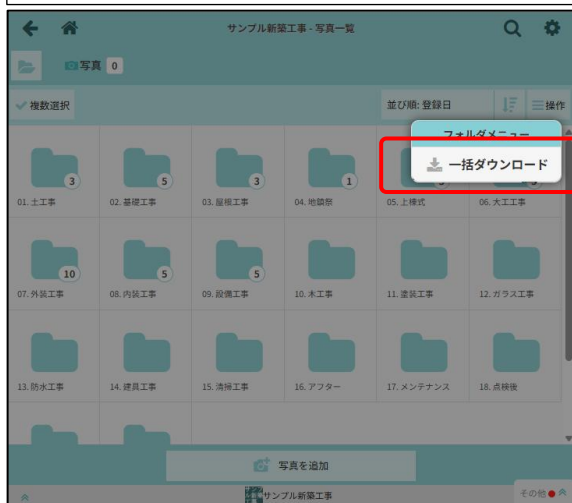 サンプル新築工事 - 写真一覧
写真 0
複数選択
並び順: 登録日
操作
フォルダメニュー
一括ダウンロード
3
5
3
1
01. 土工事
02. 基礎工事
03. 屋根工事
04. 地鎮祭
05. 上棟式
06. 大工工事
10
5
5
07. 外装工事
08. 内装工事
09. 設備工事
10. 木工事
11. 塗装工事
12. ガラス工事
13. 防水工事
14. 建具工事
15. 清掃工事
16. アフター
17. メンテナンス
18. 点検後
写真を追加
サンプル新築工事
その他